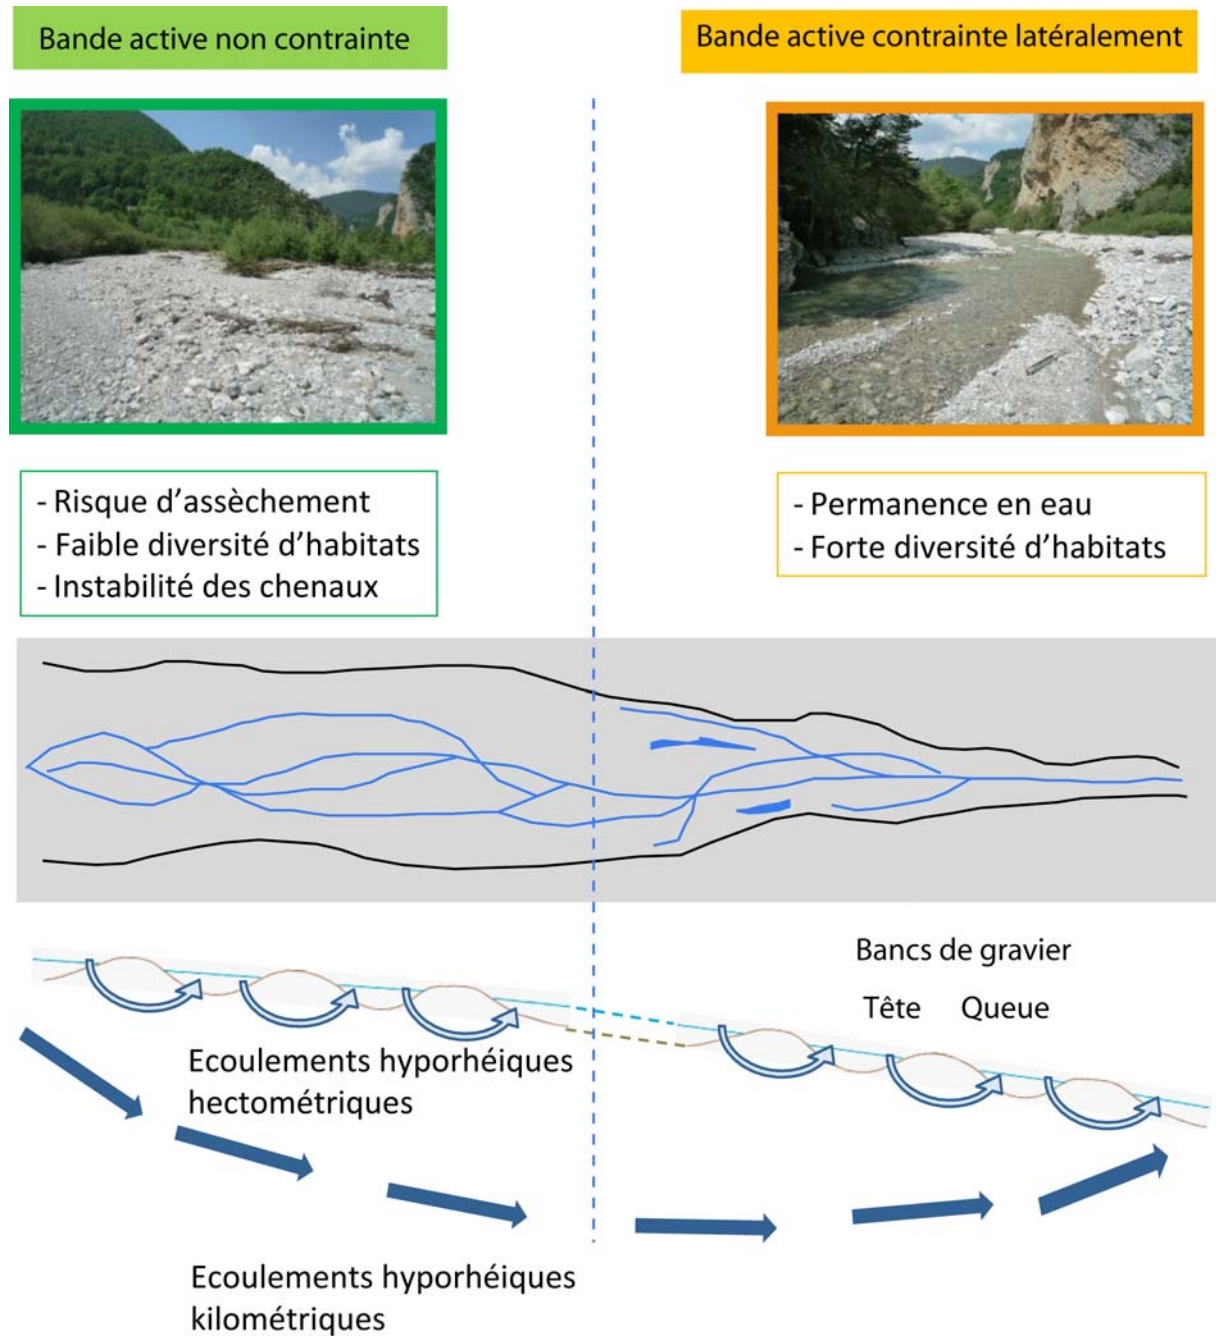 Bande active non contrainte
Bande active contrainte latéralement
- Risque d’assèchement
- Faible diversité d’habitats
- Instabilité des chenaux
- Permanence en eau
- Forte diversité d’habitats
Bancs de gravier
Tête Queue
Ecoulements hyporhéiques
hectométriques
Ecoulements hyporhéiques
kilométriques